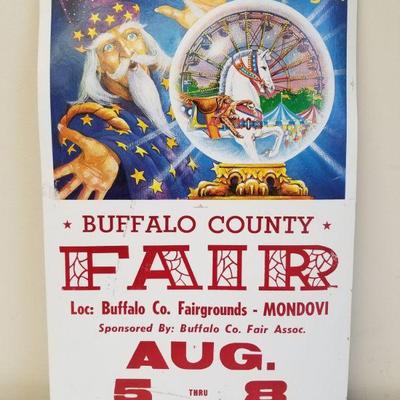 ★ BUFFALO COUNTY ★
FAIR
Loc: Buffalo Co. Fairgrounds - MONDOVI
Sponsored By: Buffalo Co. Fair Assoc.
AUG.
5 THRU 8